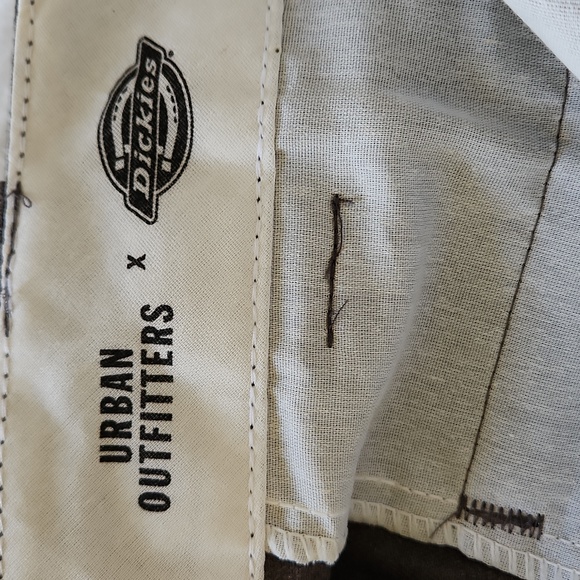 Dickies
x
URBAN
OUTFITTERS